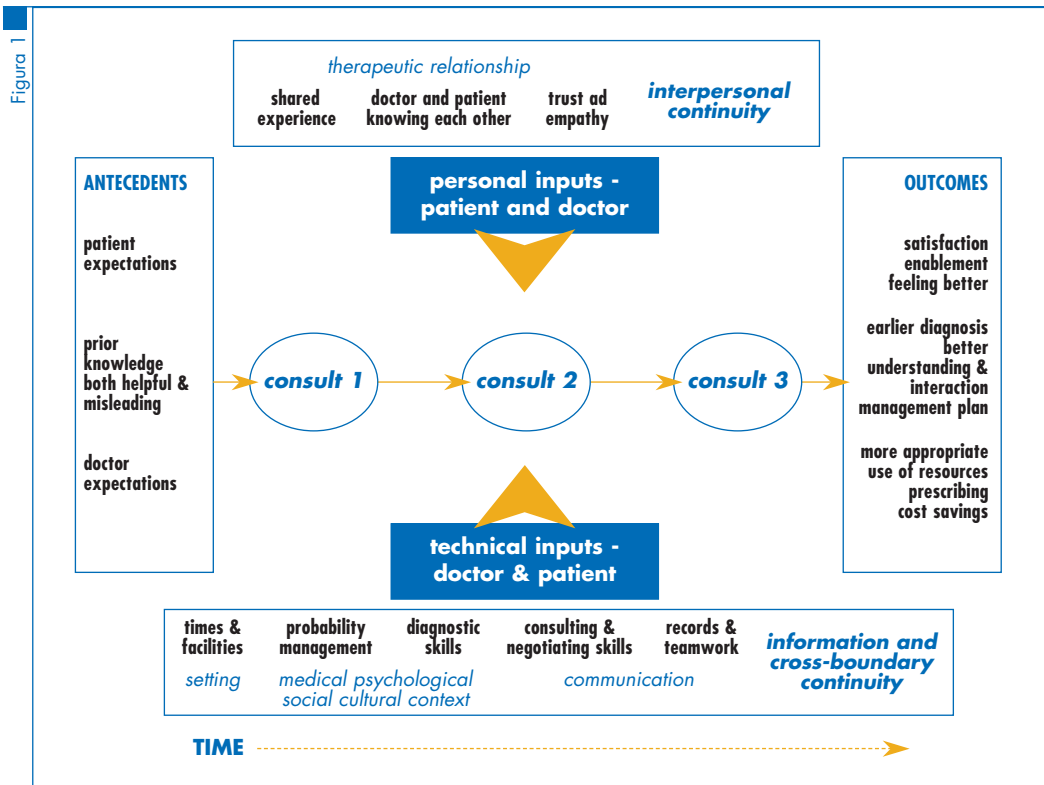 Figura 1
therapeutic relationship
shared
experience
doctor and patient
knowing each other
trust ad
empathy
interpersonal
continuity
ANTECEDENTS
patient
expectations
prior
knowledge
both helpful &
misleading
doctor
expectations
personal inputs -
patient and doctor
consult 1
consult 2
consult 3
technical inputs -
doctor & patient
OUTCOMES
satisfaction
enablement
feeling better
earlier diagnosis
better
understanding &
interaction
management plan
more appropriate
use of resources
prescribing
cost savings
times &
facilities
probability
management
diagnostic
skills
consulting &
negotiating skills
records &
teamwork
setting
medical psychological
social cultural context
communication
information and
cross-boundary
continuity
TIME